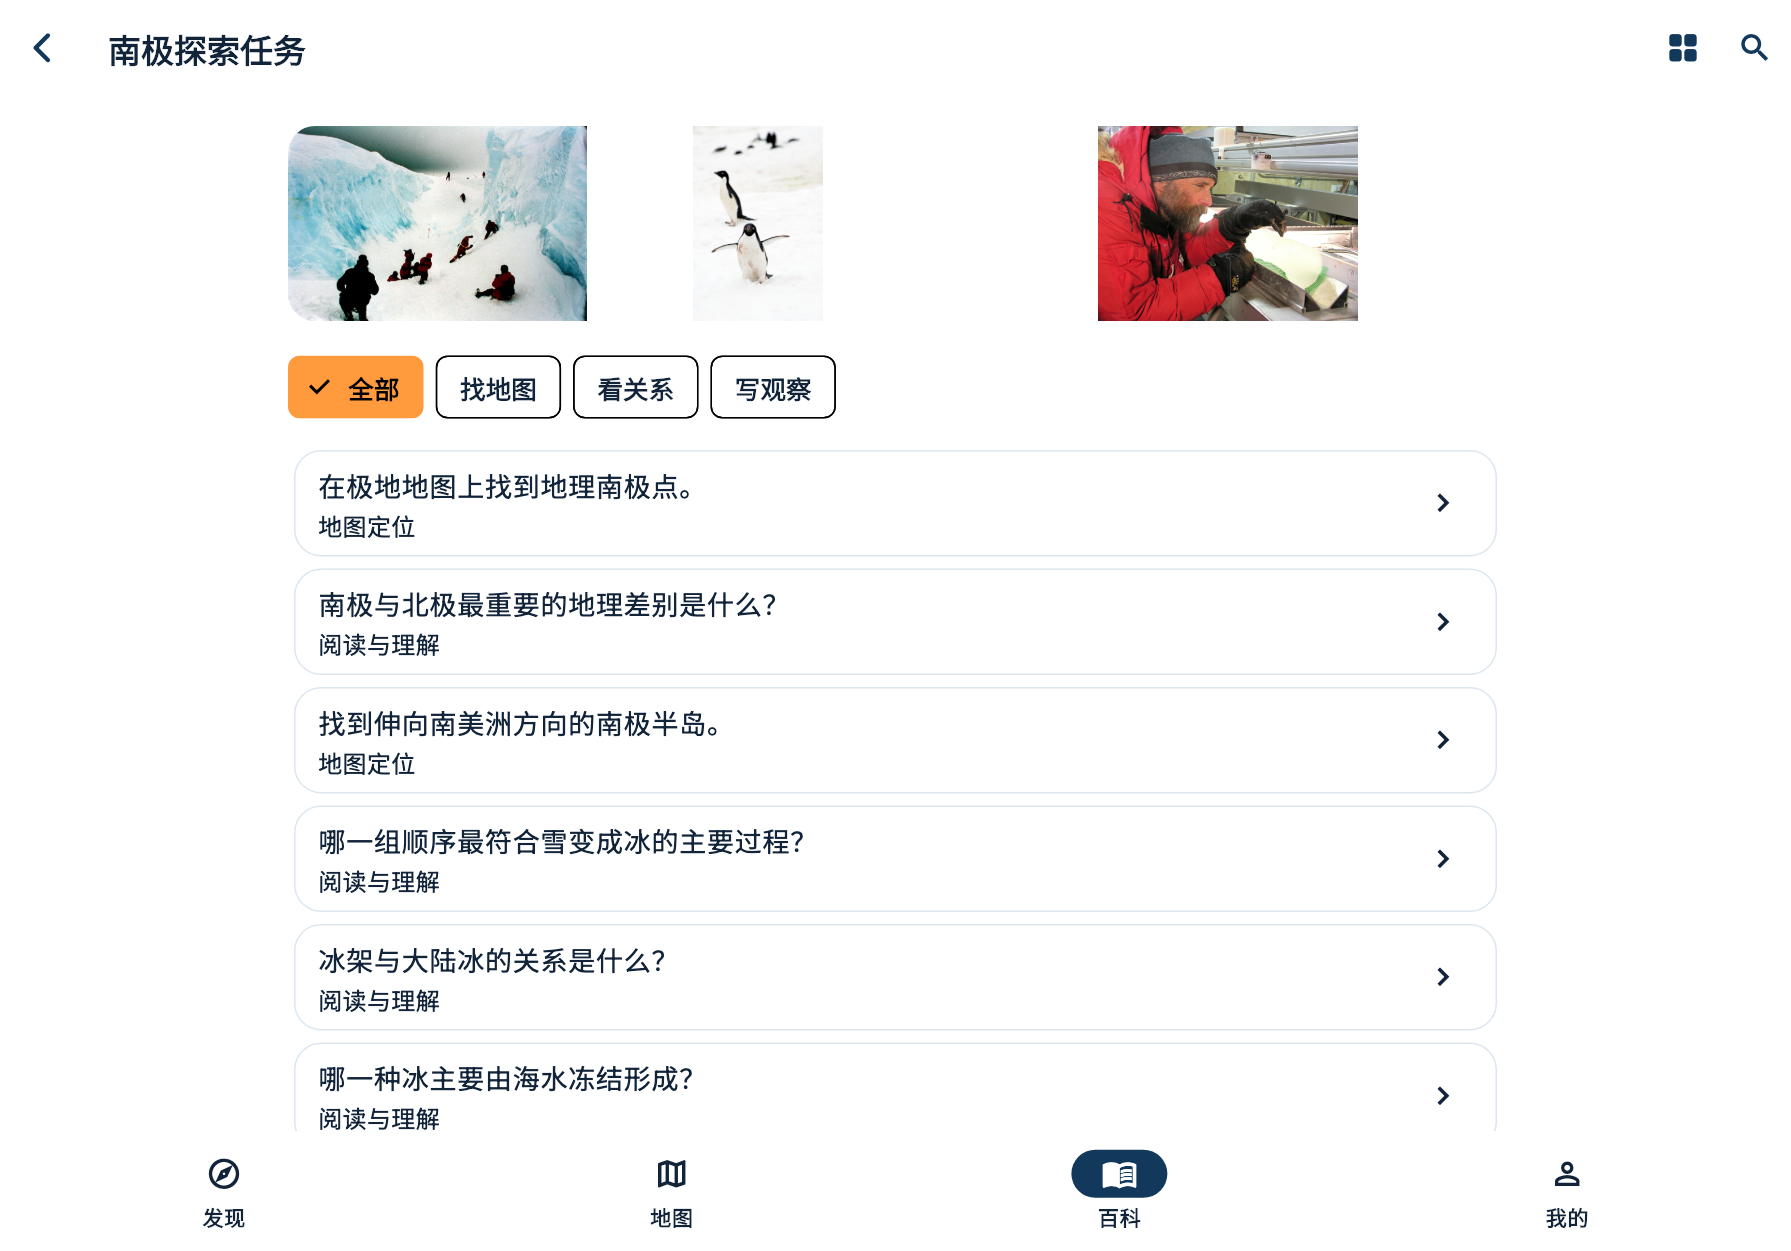 南极探索任务
全部
找地图
看关系
写观察
在极地地图上找到地理南极点。
地图定位
南极与北极最重要的地理差别是什么？
阅读与理解
找到伸向南美洲方向的南极半岛。
地图定位
哪一组顺序最符合雪变成冰的主要过程？
阅读与理解
冰架与大陆冰的关系是什么？
阅读与理解
哪一种冰主要由海水冻结形成？
阅读与理解
发现
地图
百科
我的